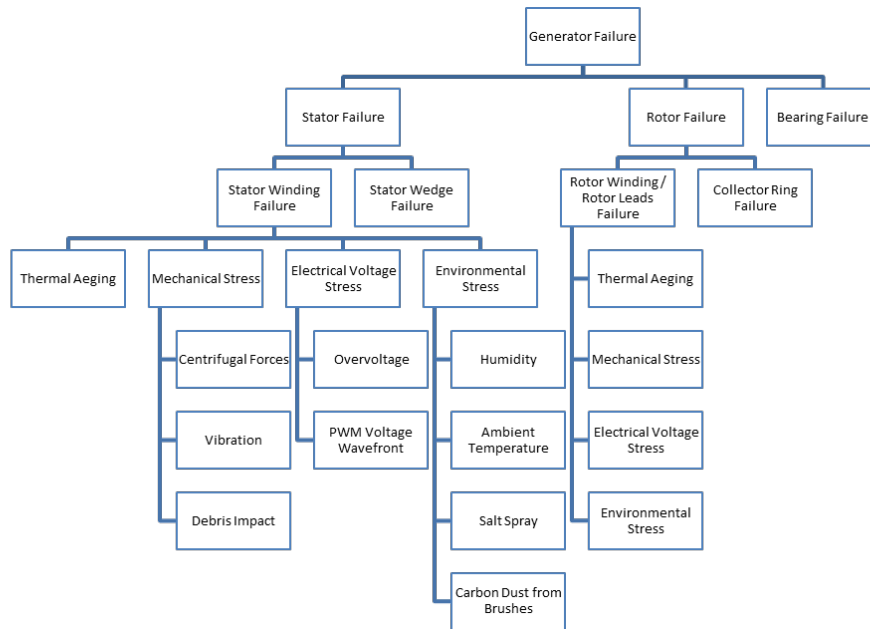 Generator Failure
Stator Failure
Rotor Failure
Bearing Failure
Stator Winding
Failure
Stator Wedge
Failure
Rotor Winding /
Rotor Leads
Failure
Collector Ring
Failure
Thermal Aeging
Mechanical Stress
Electrical Voltage
Stress
Environmental
Stress
Thermal Aeging
Centrifugal Forces
Overvoltage
Humidity
Mechanical Stress
Vibration
PWM Voltage
Wavefront
Ambient
Temperature
Electrical Voltage
Stress
Debris Impact
Salt Spray
Environmental
Stress
Carbon Dust from
Brushes